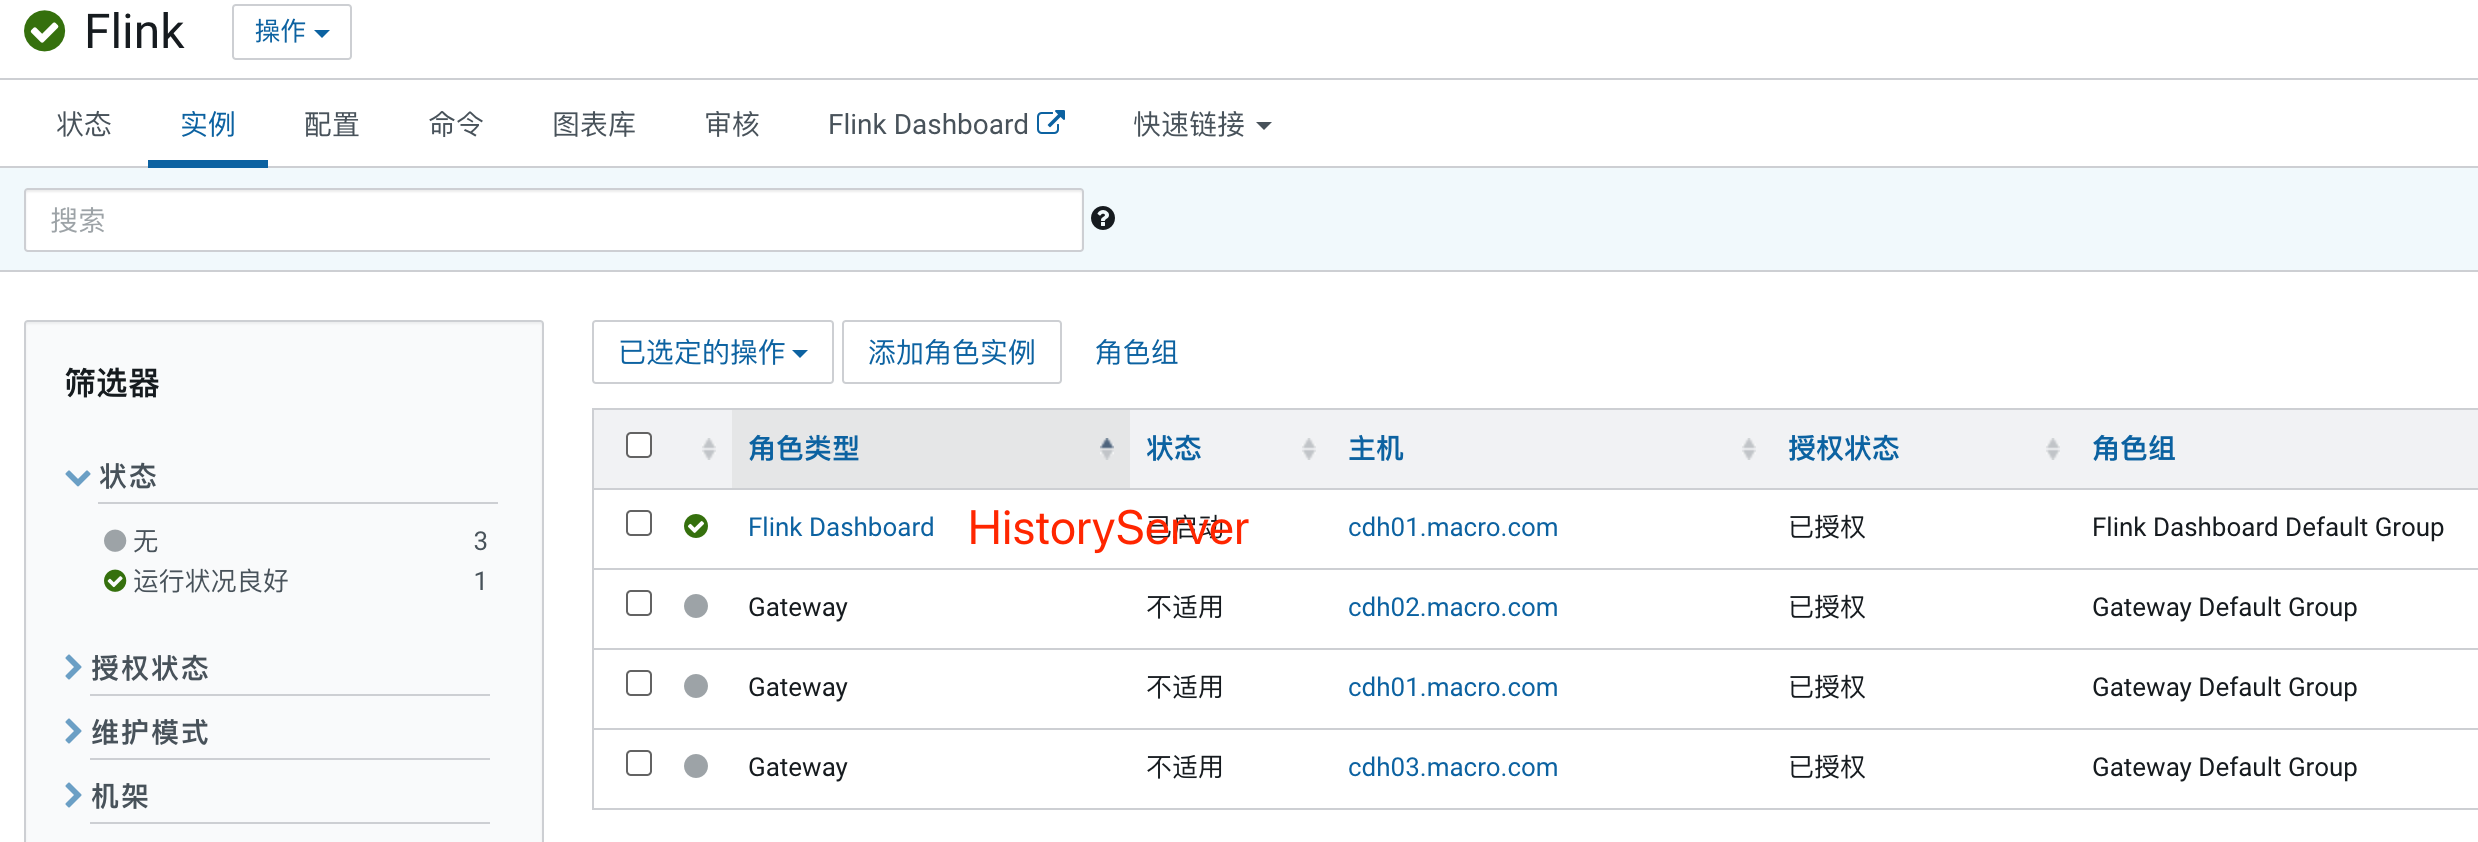 Flink 操作
状态 实例 配置 命令 图表库 审核 Flink Dashboard 快速链接
搜索
筛选器
状态
无 3
运行状况良好 1
授权状态
维护模式
机架
已选定的操作 添加角色实例 角色组
角色类型 状态 主机 授权状态 角色组
Flink Dashboard HistoryServer 已启动 cdh01.macro.com 已授权 Flink Dashboard Default Group
Gateway 不适用 cdh02.macro.com 已授权 Gateway Default Group
Gateway 不适用 cdh01.macro.com 已授权 Gateway Default Group
Gateway 不适用 cdh03.macro.com 已授权 Gateway Default Group